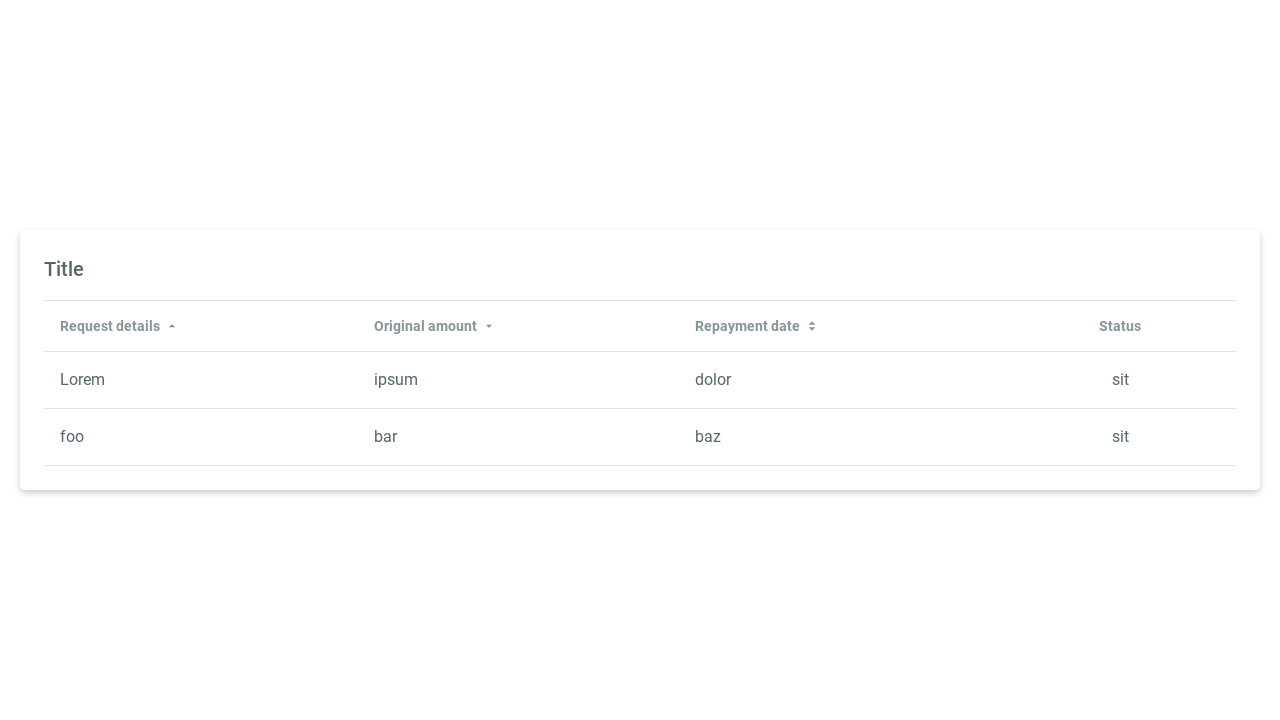 Title
Request details Original amount Repayment date Status
Lorem ipsum dolor sit
foo bar baz sit